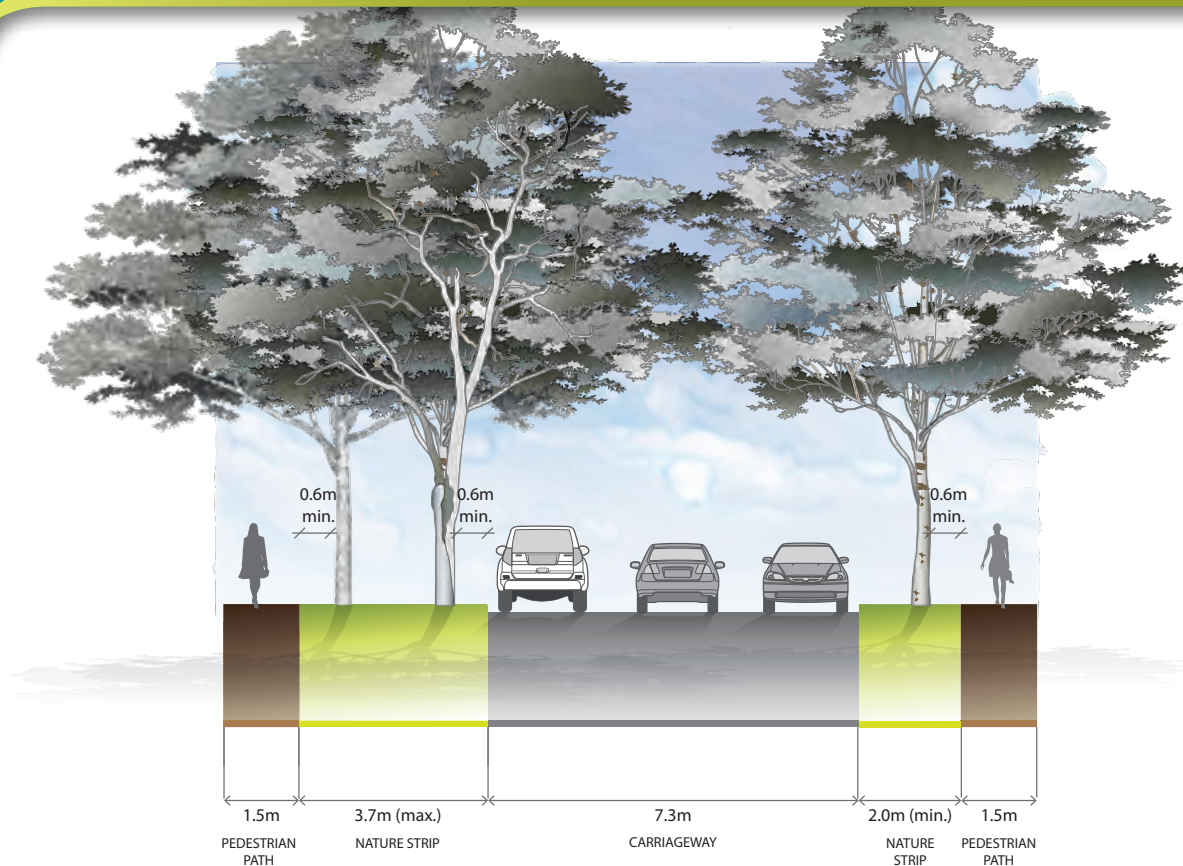 0.6m
min.
0.6m
min.
0.6m
min.
1.5m
3.7m (max.)
7.3m
2.0m (min.)
1.5m
PEDESTRIAN
PATH
NATURE STRIP
CARRIAGEWAY
NATURE
STRIP
PEDESTRIAN
PATH